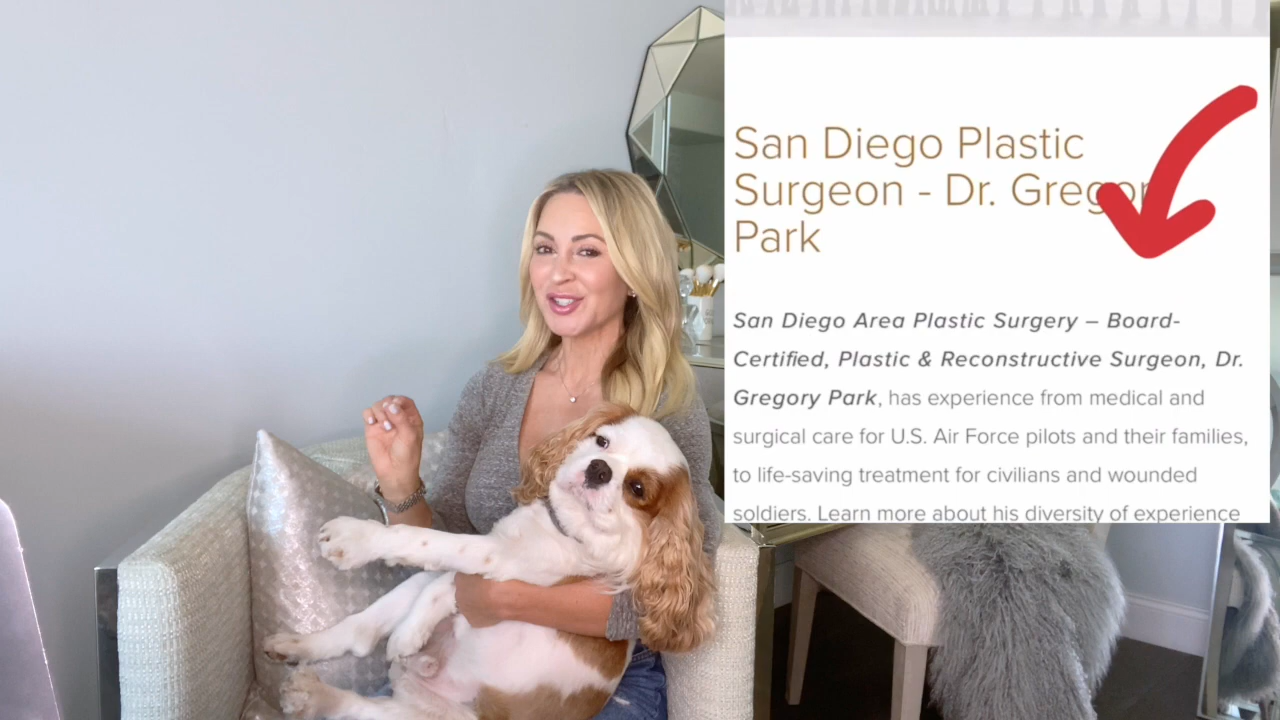 San Diego Plastic
Surgeon - Dr. Gregor
Park
San Diego Area Plastic Surgery – Board-
Certified, Plastic & Reconstructive Surgeon, Dr.
Gregory Park, has experience from medical and
surgical care for U.S. Air Force pilots and their families,
to life-saving treatment for civilians and wounded
soldiers. Learn more about his diversity of experience